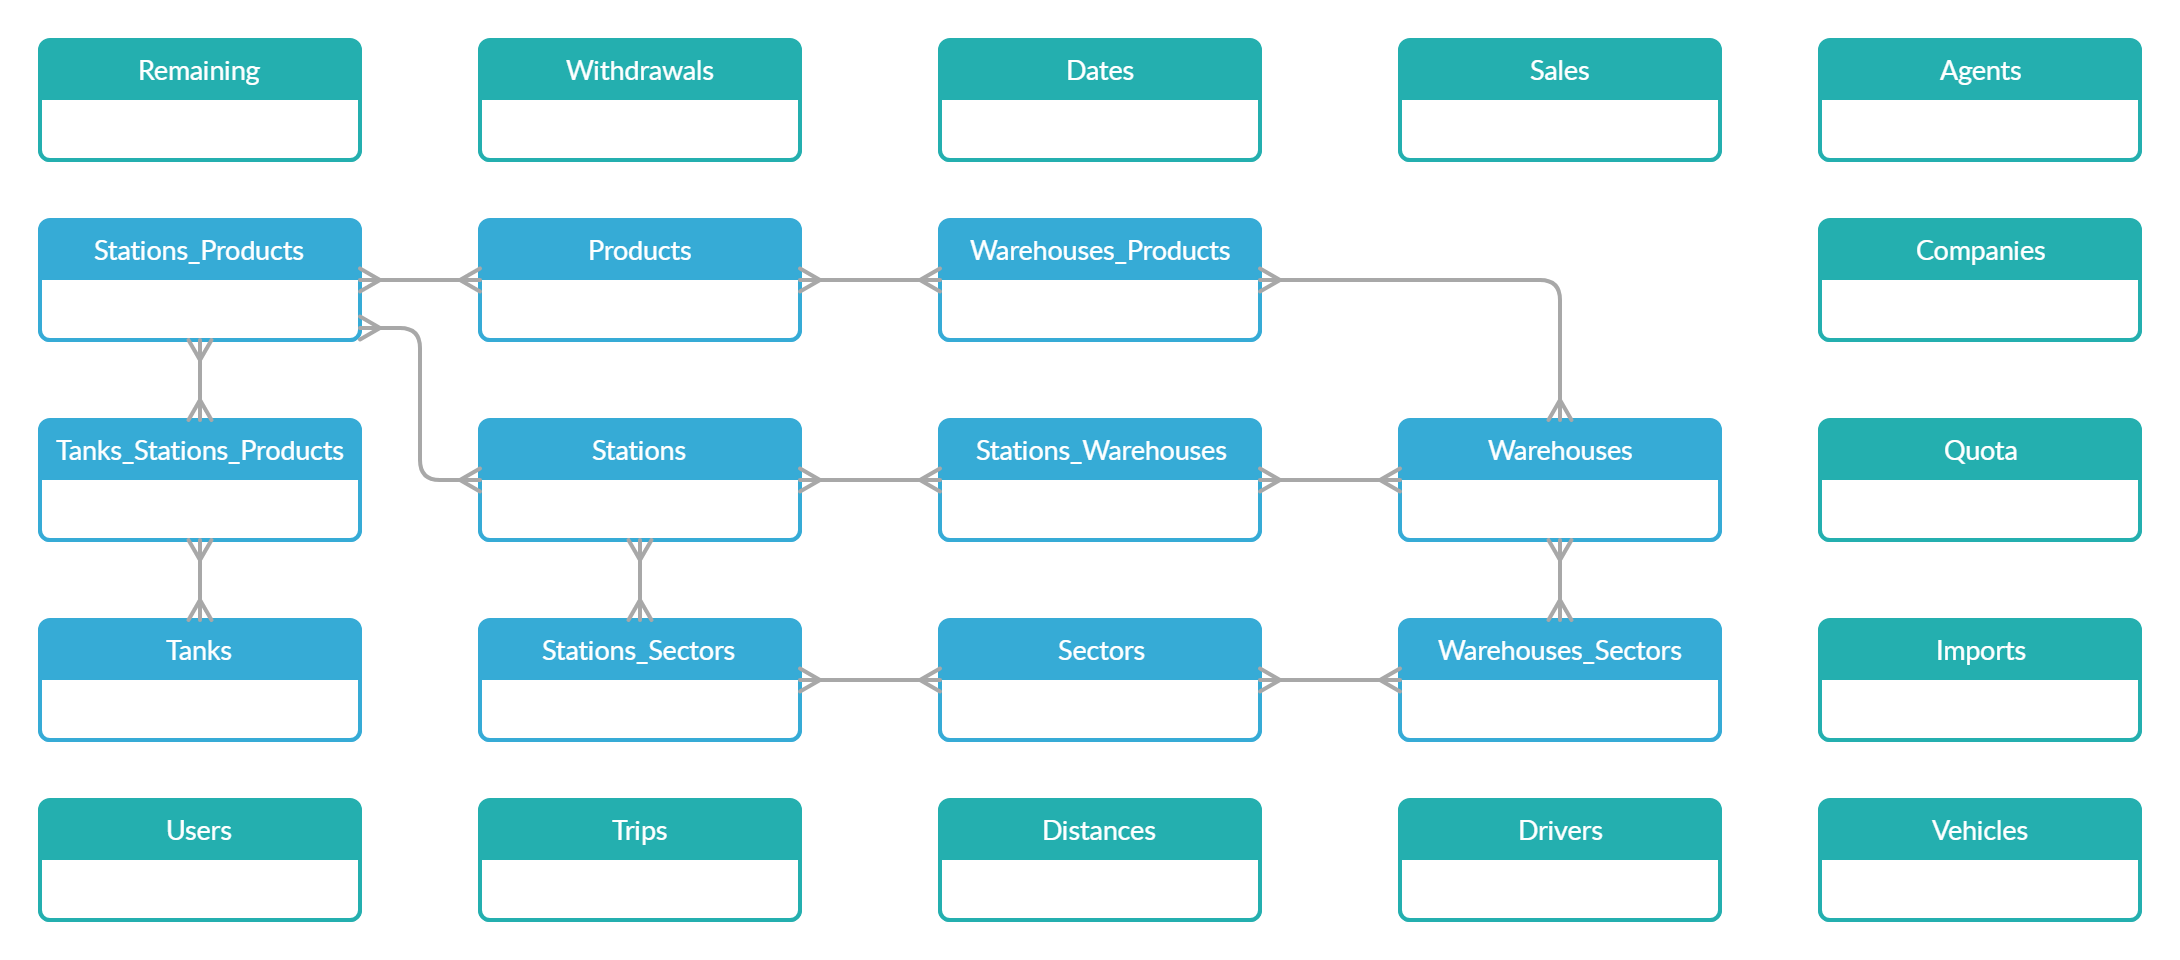 Remaining
Withdrawals
Dates
Sales
Agents
Stations_Products
Products
Warehouses_Products
Companies
Tanks_Stations_Products
Stations
Stations_Warehouses
Warehouses
Quota
Tanks
Stations_Sectors
Sectors
Warehouses_Sectors
Imports
Users
Trips
Distances
Drivers
Vehicles